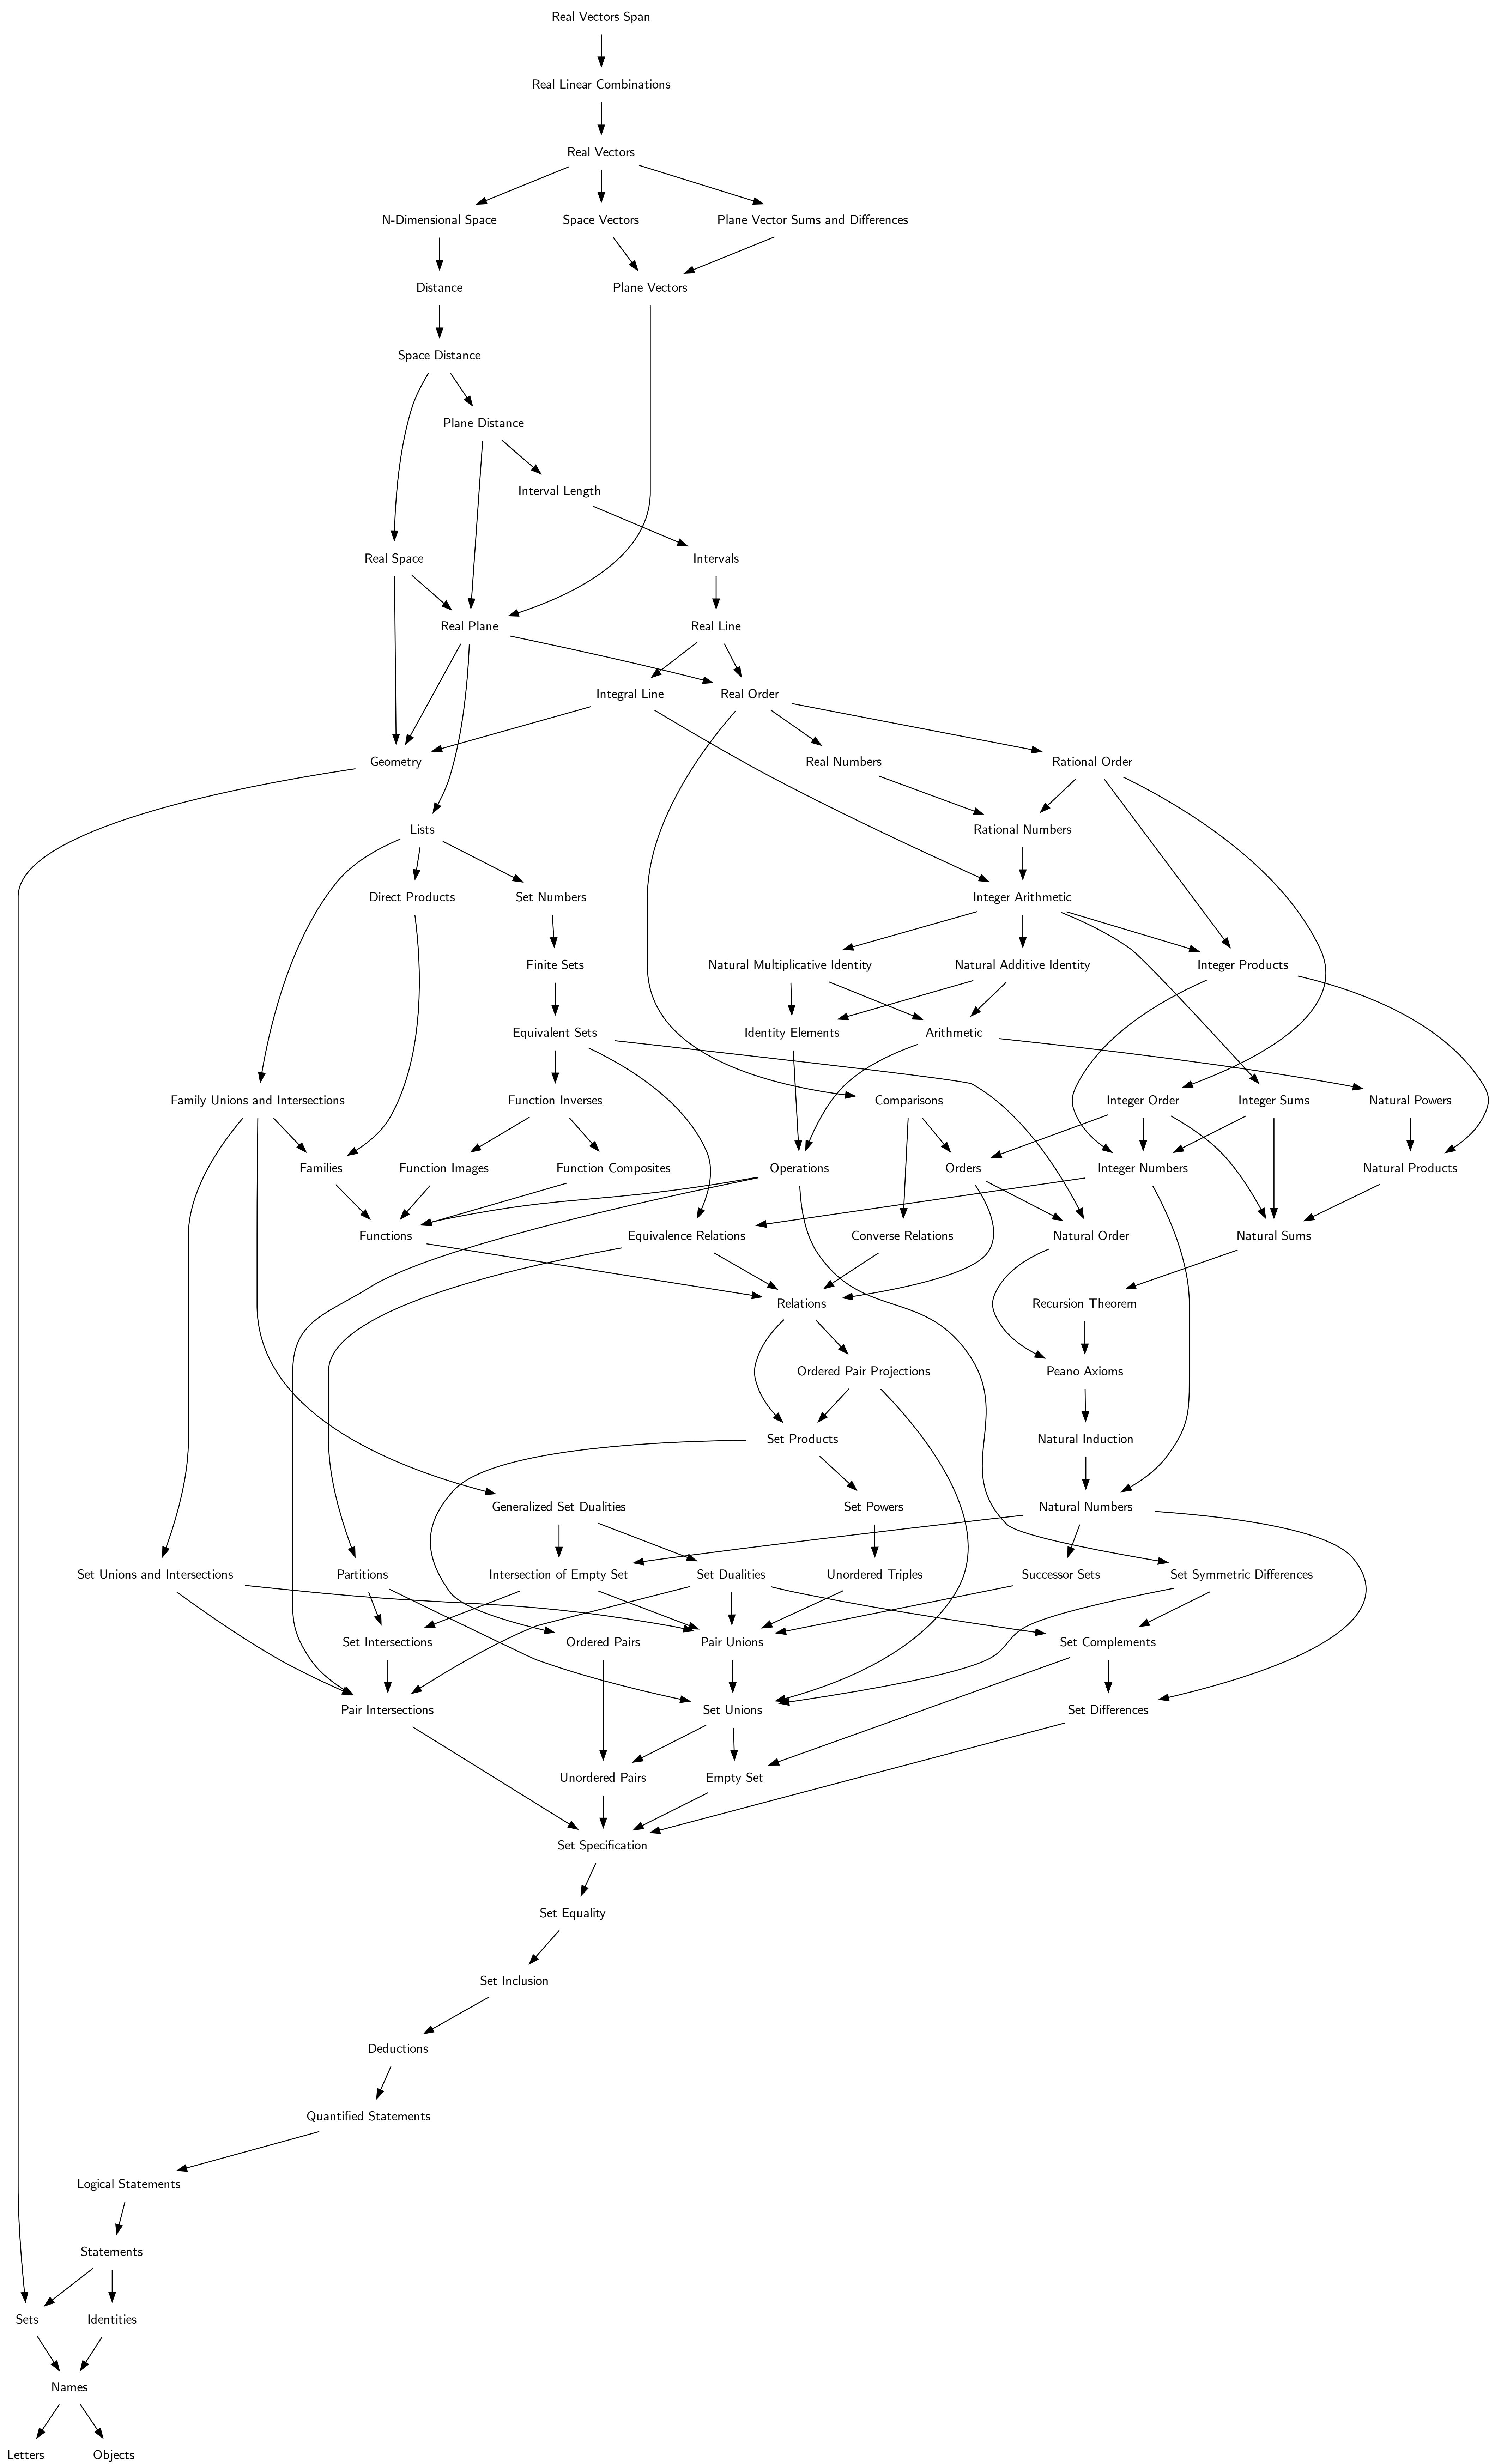 Real Vectors Span
Real Linear Combinations
Real Vectors
N-Dimensional Space
Space Vectors
Plane Vector Sums and Differences
Distance
Plane Vectors
Space Distance
Plane Distance
Interval Length
Real Space
Intervals
Real Plane
Real Line
Integral Line
Real Order
Geometry
Real Numbers
Rational Order
Lists
Rational Numbers
Direct Products
Set Numbers
Integer Arithmetic
Finite Sets
Natural Multiplicative Identity
Natural Additive Identity
Integer Products
Equivalent Sets
Identity Elements
Arithmetic
Family Unions and Intersections
Function Inverses
Comparisons
Integer Order
Integer Sums
Natural Powers
Families
Function Images
Function Composites
Operations
Orders
Integer Numbers
Natural Products
Functions
Equivalence Relations
Converse Relations
Natural Order
Natural Sums
Relations
Recursion Theorem
Ordered Pair Projections
Peano Axioms
Set Products
Natural Induction
Generalized Set Dualities
Set Powers
Natural Numbers
Set Unions and Intersections
Partitions
Intersection of Empty Set
Set Dualities
Unordered Triples
Successor Sets
Set Symmetric Differences
Set Intersections
Ordered Pairs
Pair Unions
Set Complements
Pair Intersections
Set Unions
Set Differences
Unordered Pairs
Empty Set
Set Specification
Set Equality
Set Inclusion
Deductions
Quantified Statements
Logical Statements
Statements
Sets
Identities
Names
Letters
Objects